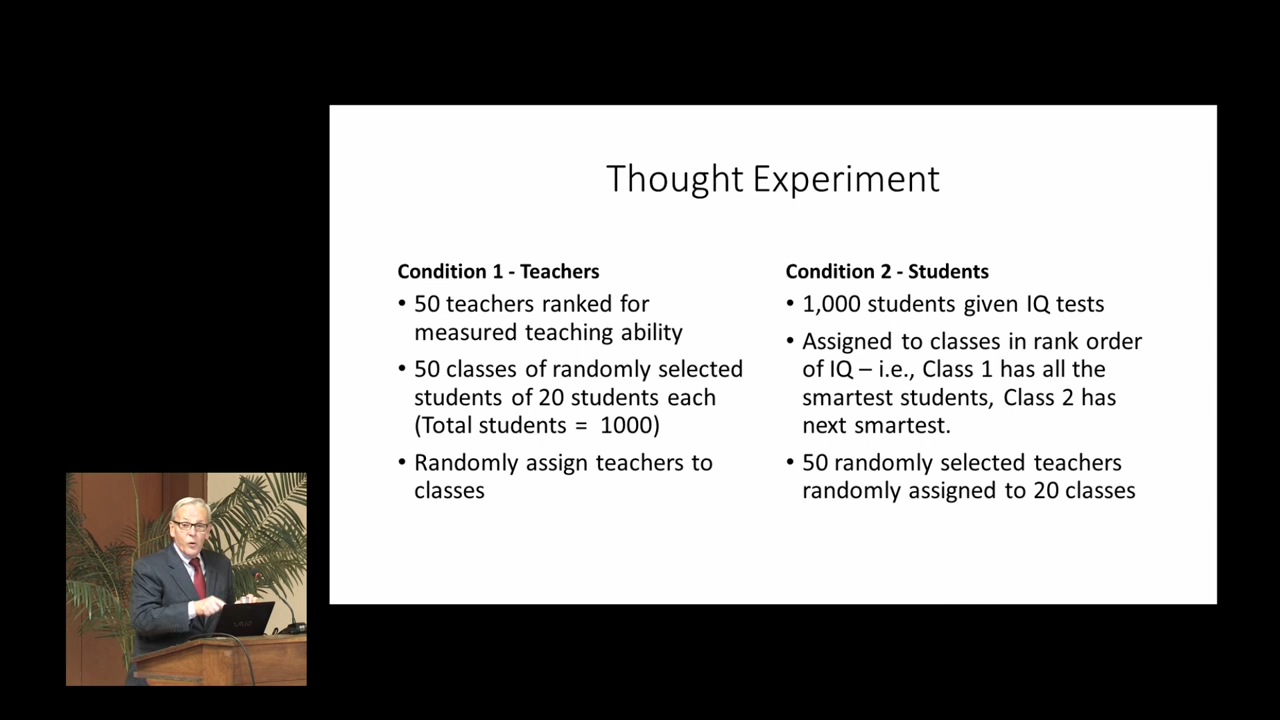 Thought Experiment
Condition 1 - Teachers
• 50 teachers ranked for
measured teaching ability
• 50 classes of randomly selected
students of 20 students each
(Total students = 1000)
• Randomly assign teachers to
classes
Condition 2 - Students
• 1,000 students given IQ tests
• Assigned to classes in rank order
of IQ – i.e., Class 1 has all the
smartest students, Class 2 has
next smartest.
• 50 randomly selected teachers
randomly assigned to 20 classes
VAIO